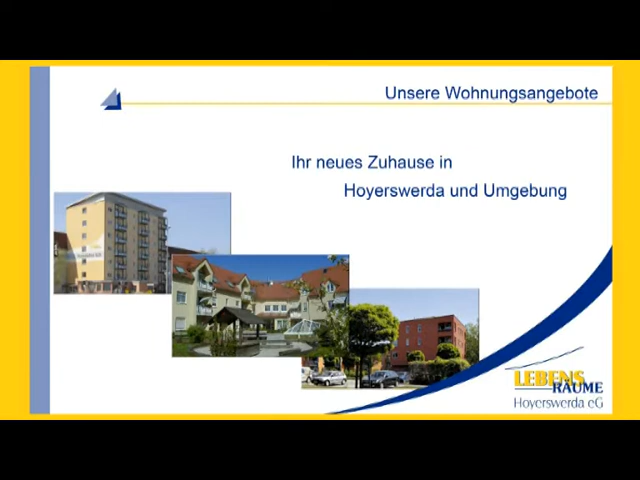 Unsere Wohnungsangebote
Ihr neues Zuhause in
Hoyerswerda und Umgebung
LEBENS
RÄUME
Hoyerswerda eG